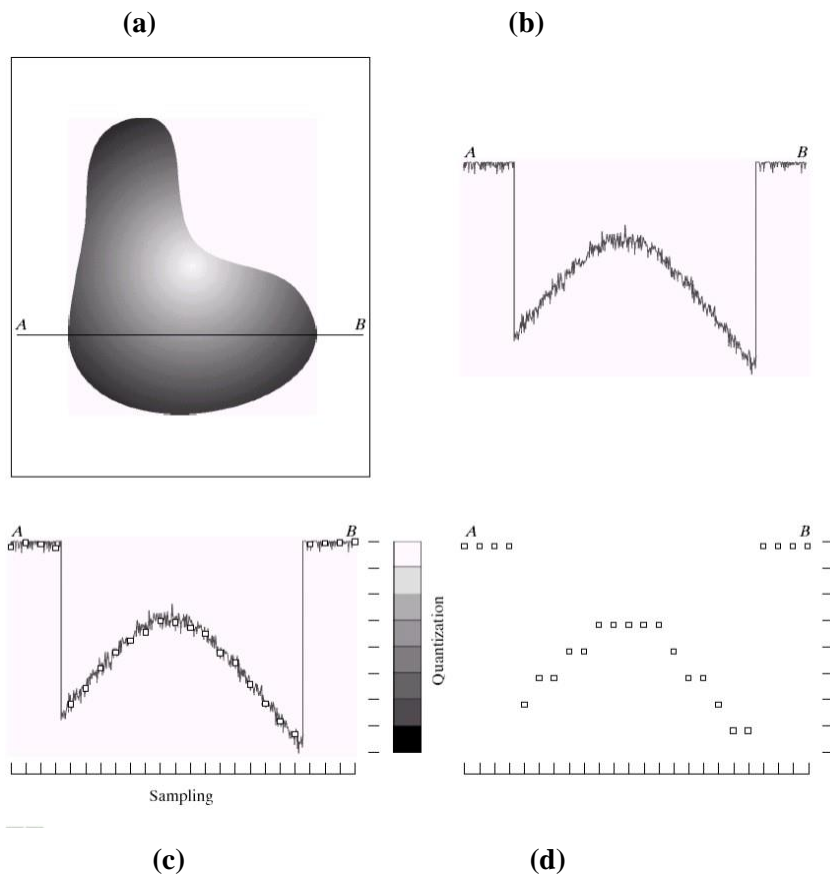 (a) (b)
A B
A B
A B
Quantization
A B
Sampling
(c) (d)